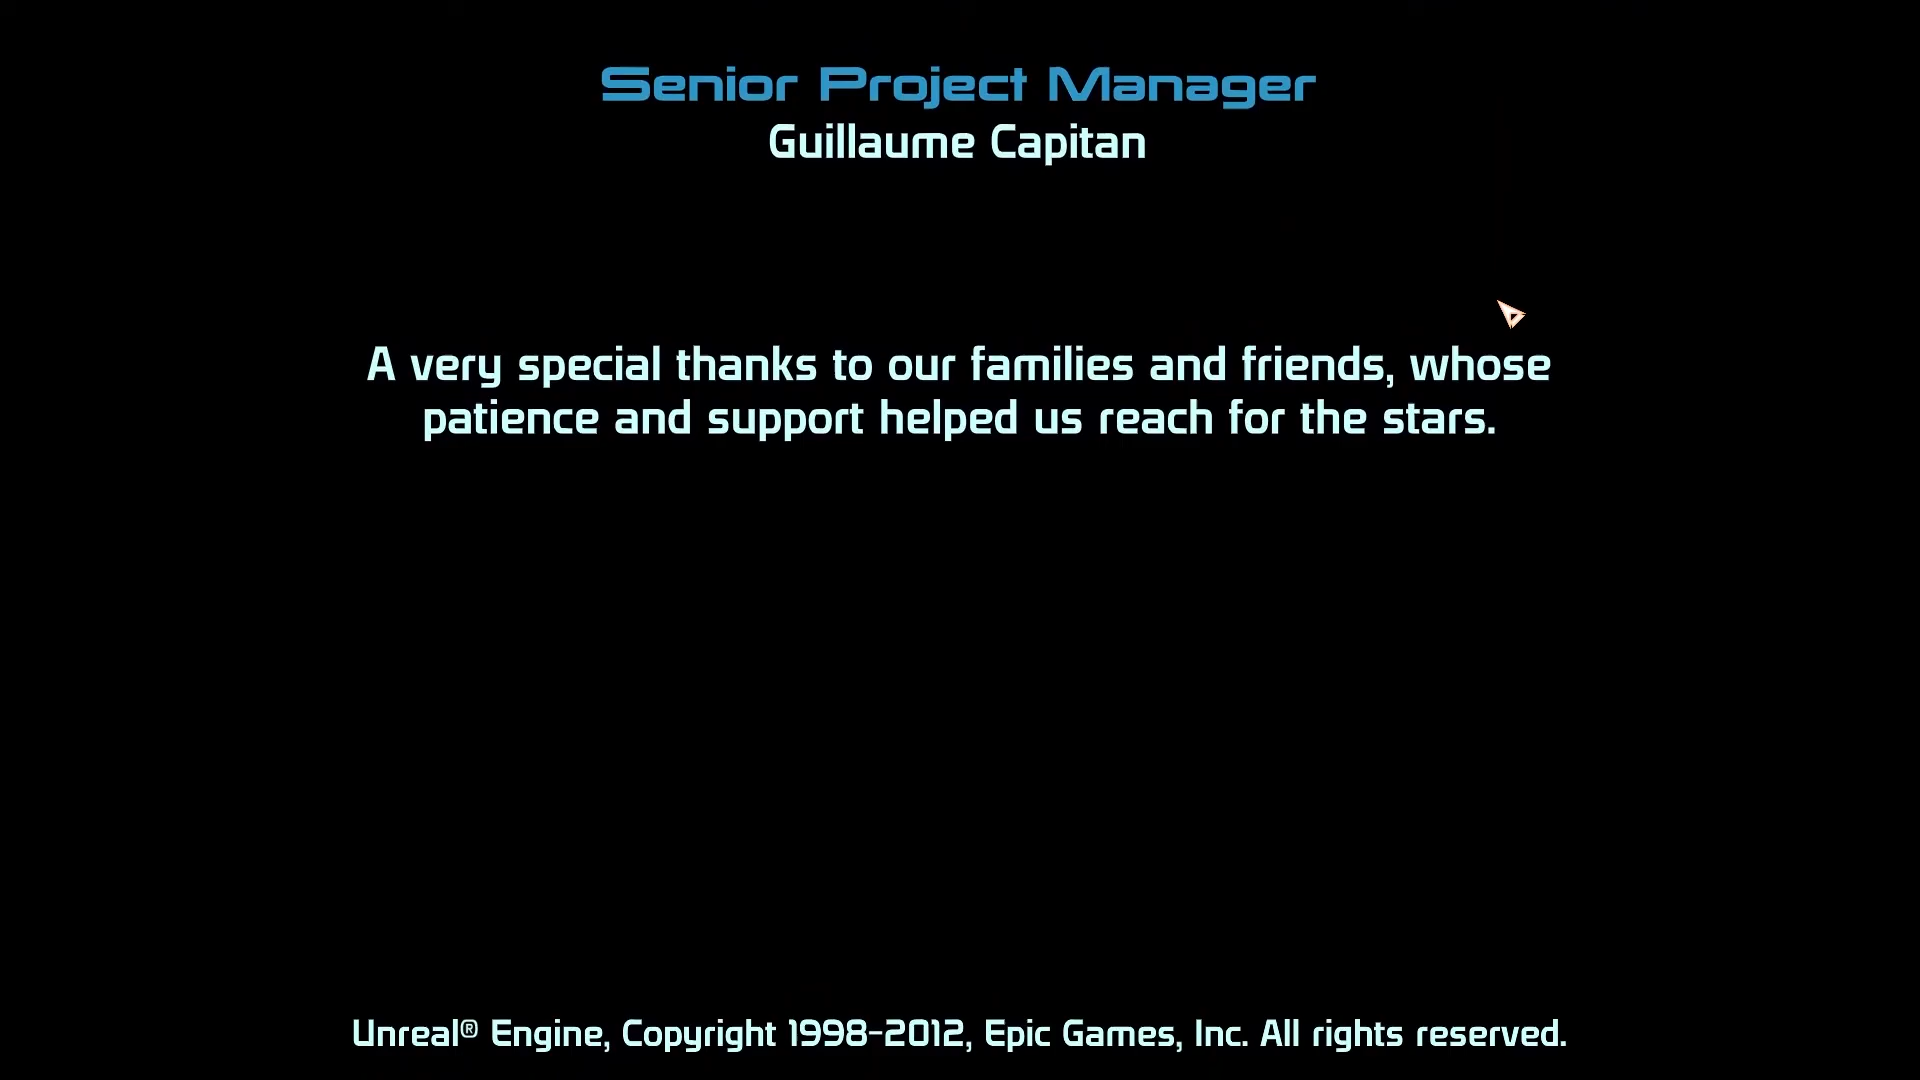 Senior Project Manager
Guillaume Capitan
A very special thanks to our families and friends, whose
patience and support helped us reach for the stars.
Unreal® Engine, Copyright 1998-2012, Epic Games, Inc. All rights reserved.